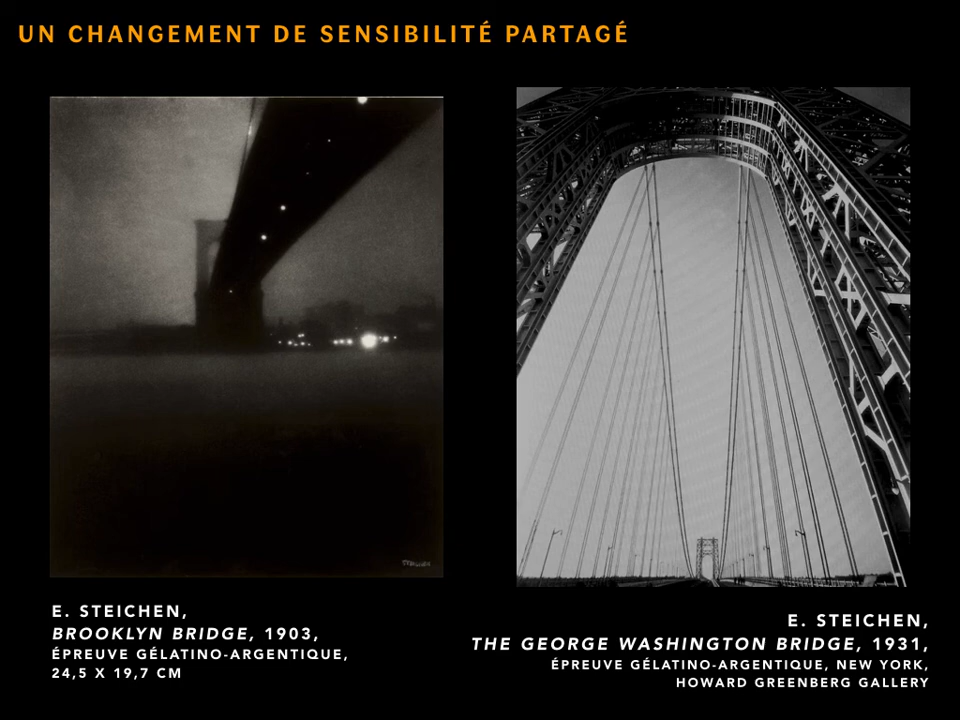 UN CHANGEMENT DE SENSIBILITÉ PARTAGÉ
E. STEICHEN,
BROOKLYN BRIDGE, 1903,
ÉPREUVE GÉLATINO-ARGENTIQUE,
24,5 X 19,7 CM
E. STEICHEN,
THE GEORGE WASHINGTON BRIDGE, 1931,
ÉPREUVE GÉLATINO-ARGENTIQUE, NEW YORK,
HOWARD GREENBERG GALLERY